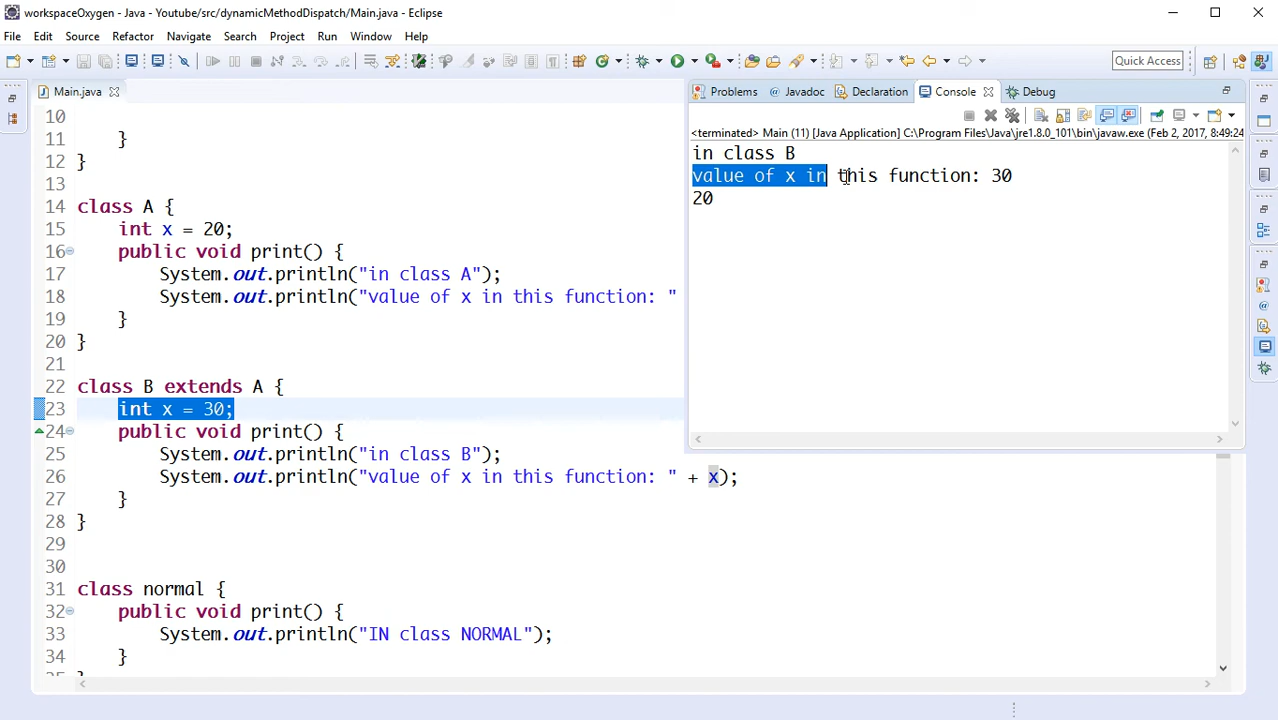 workspaceOxygen - Java - Youtube/src/dynamicMethodDispatch/Main.java - Eclipse
File Edit Source Refactor Navigate Search Project Run Window Help
Quick Access
Main.java
Problems @ Javadoc Declaration Console Debug
<terminated> Main (11) [Java Application] C:\Program Files\Java\jre1.8.0_101\bin\javaw.exe (Feb 2, 2017, 8:49:24
in class B
value of x in this function: 30
20
10
11 }
12 }
13
14 class A {
15 int x = 20;
16 public void print() {
17 System.out.println("in class A");
18 System.out.println("value of x in this function: "
19 }
20 }
21
22 class B extends A {
23 int x = 30;
24 public void print() {
25 System.out.println("in class B");
26 System.out.println("value of x in this function: " + x);
27 }
28 }
29
30
31 class normal {
32 public void print() {
33 System.out.println("IN class NORMAL");
34 }